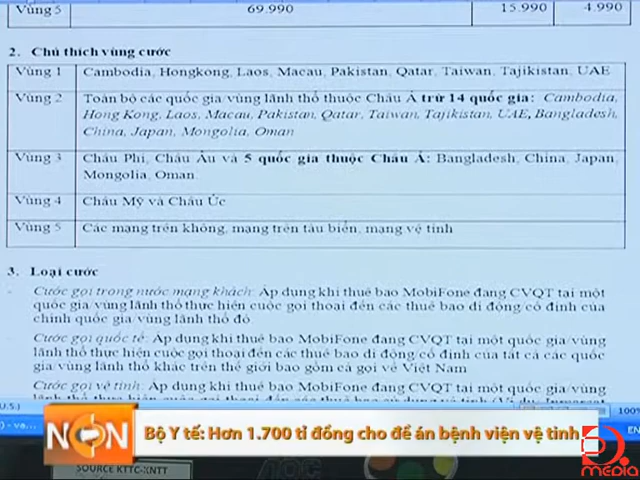 Vùng 5 69.990 15.990 4.990
2. Chú thích vùng cước
Vùng 1 Cambodia, Hongkong, Laos, Macau, Pakistan, Qatar, Taiwan, Tajikistan, UAE
Vùng 2 Toàn bộ các quốc gia/vùng lãnh thổ thuộc Châu Á trừ 14 quốc gia: Cambodia,
Hong Kong, Laos, Macau, Pakistan, Qatar, Taiwan, Tajikistan, UAE, Bangladesh,
China, Japan, Mongolia, Oman
Vùng 3 Châu Phi, Châu Âu và 5 quốc gia thuộc Châu Á: Bangladesh, China, Japan,
Mongolia, Oman
Vùng 4 Châu Mỹ và Châu Úc
Vùng 5 Các mạng trên không, mạng trên tàu biển, mạng vệ tinh
3. Loại cước
- Cước gọi trong nước mạng khách: Áp dụng khi thuê bao MobiFone đang CVQT tại một
quốc gia/vùng lãnh thổ thực hiện cuộc gọi thoại đến các thuê bao di động/cố định của
chính quốc gia/vùng lãnh thổ đó
- Cước gọi quốc tế: Áp dụng khi thuê bao MobiFone đang CVQT tại một quốc gia/vùng
lãnh thổ thực hiện cuộc gọi thoại đến các thuê bao di động/cố định của tất cả các quốc
gia/vùng lãnh thổ khác trên thế giới bao gồm cả gọi về Việt Nam
Cước gọi vệ tinh: Áp dụng khi thuê bao MobiFone đang CVQT tại một quốc gia/vùng
U.S.)
100%
EN
NÓN
Bộ Y tế: Hơn 1.700 tỉ đồng cho đề án bệnh viện vệ tinh
media
SOURCE KTTC-XNTT
AOC